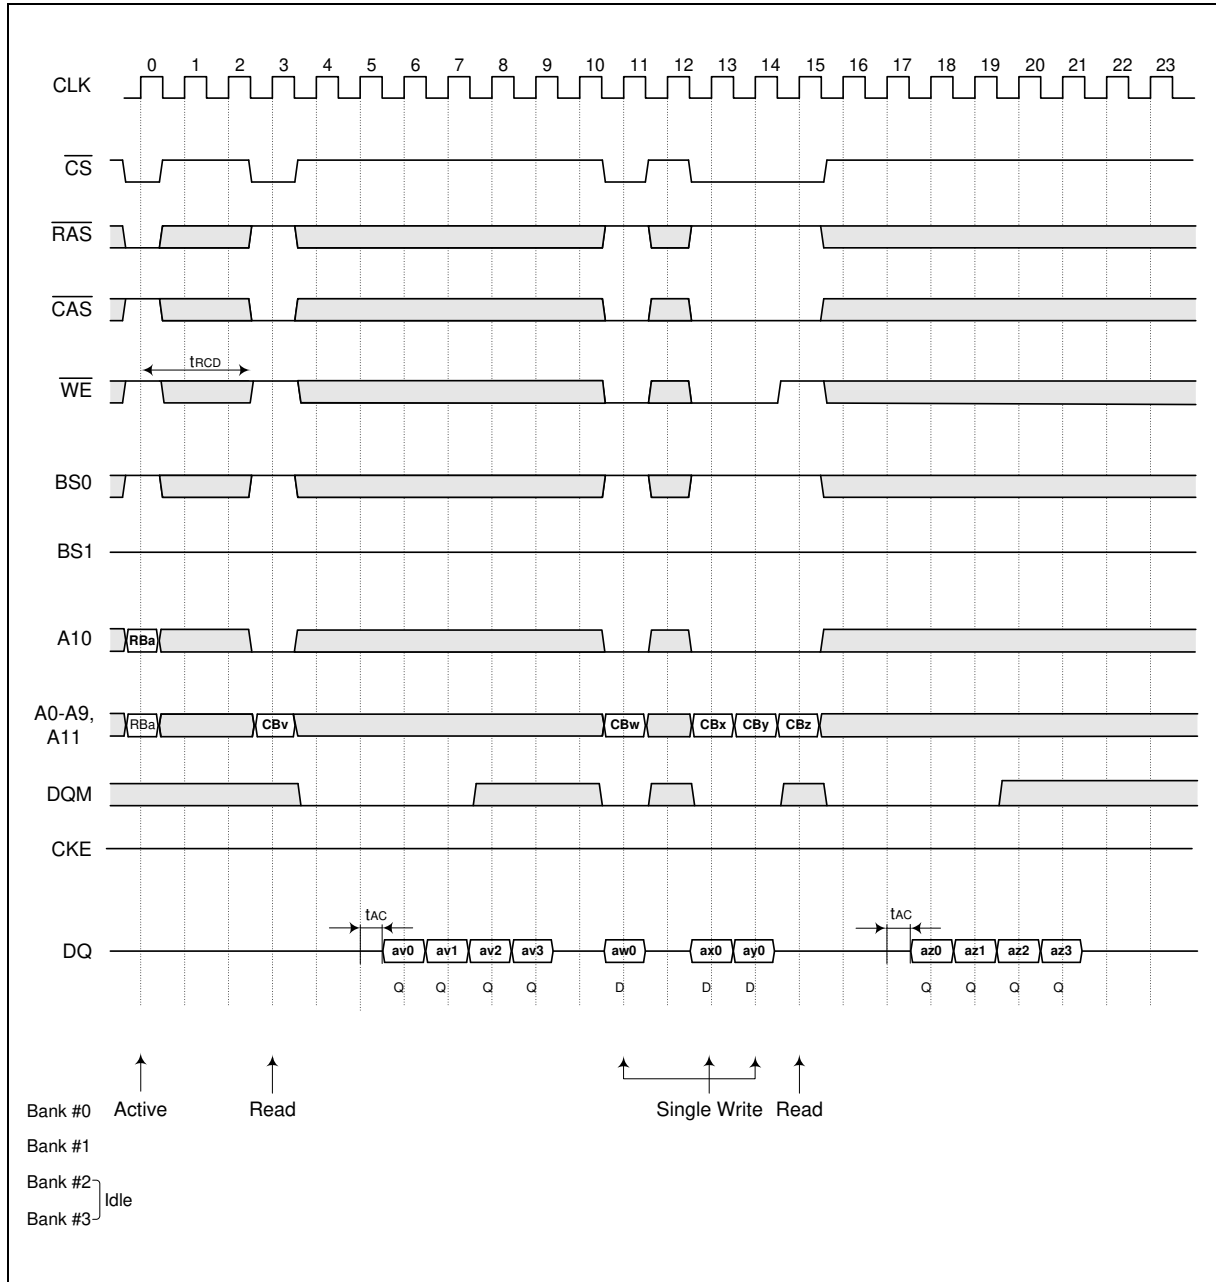 0 1 2 3 4 5 6 7 8 9 10 11 12 13 14 15 16 17 18 19 20 21 22 23
CLK
CS
RAS
CAS
tRCD
WE
BS0
BS1
A10 RBa
A0-A9, A11 RBa CBv CBw CBx CBy CBz
DQM
CKE
tAC tAC
DQ av0 av1 av2 av3 aw0 ax0 ay0 az0 az1 az2 az3
Q Q Q Q D D D Q Q Q Q
Bank #0 Active Read Single Write Read
Bank #1
Bank #2
Idle
Bank #3